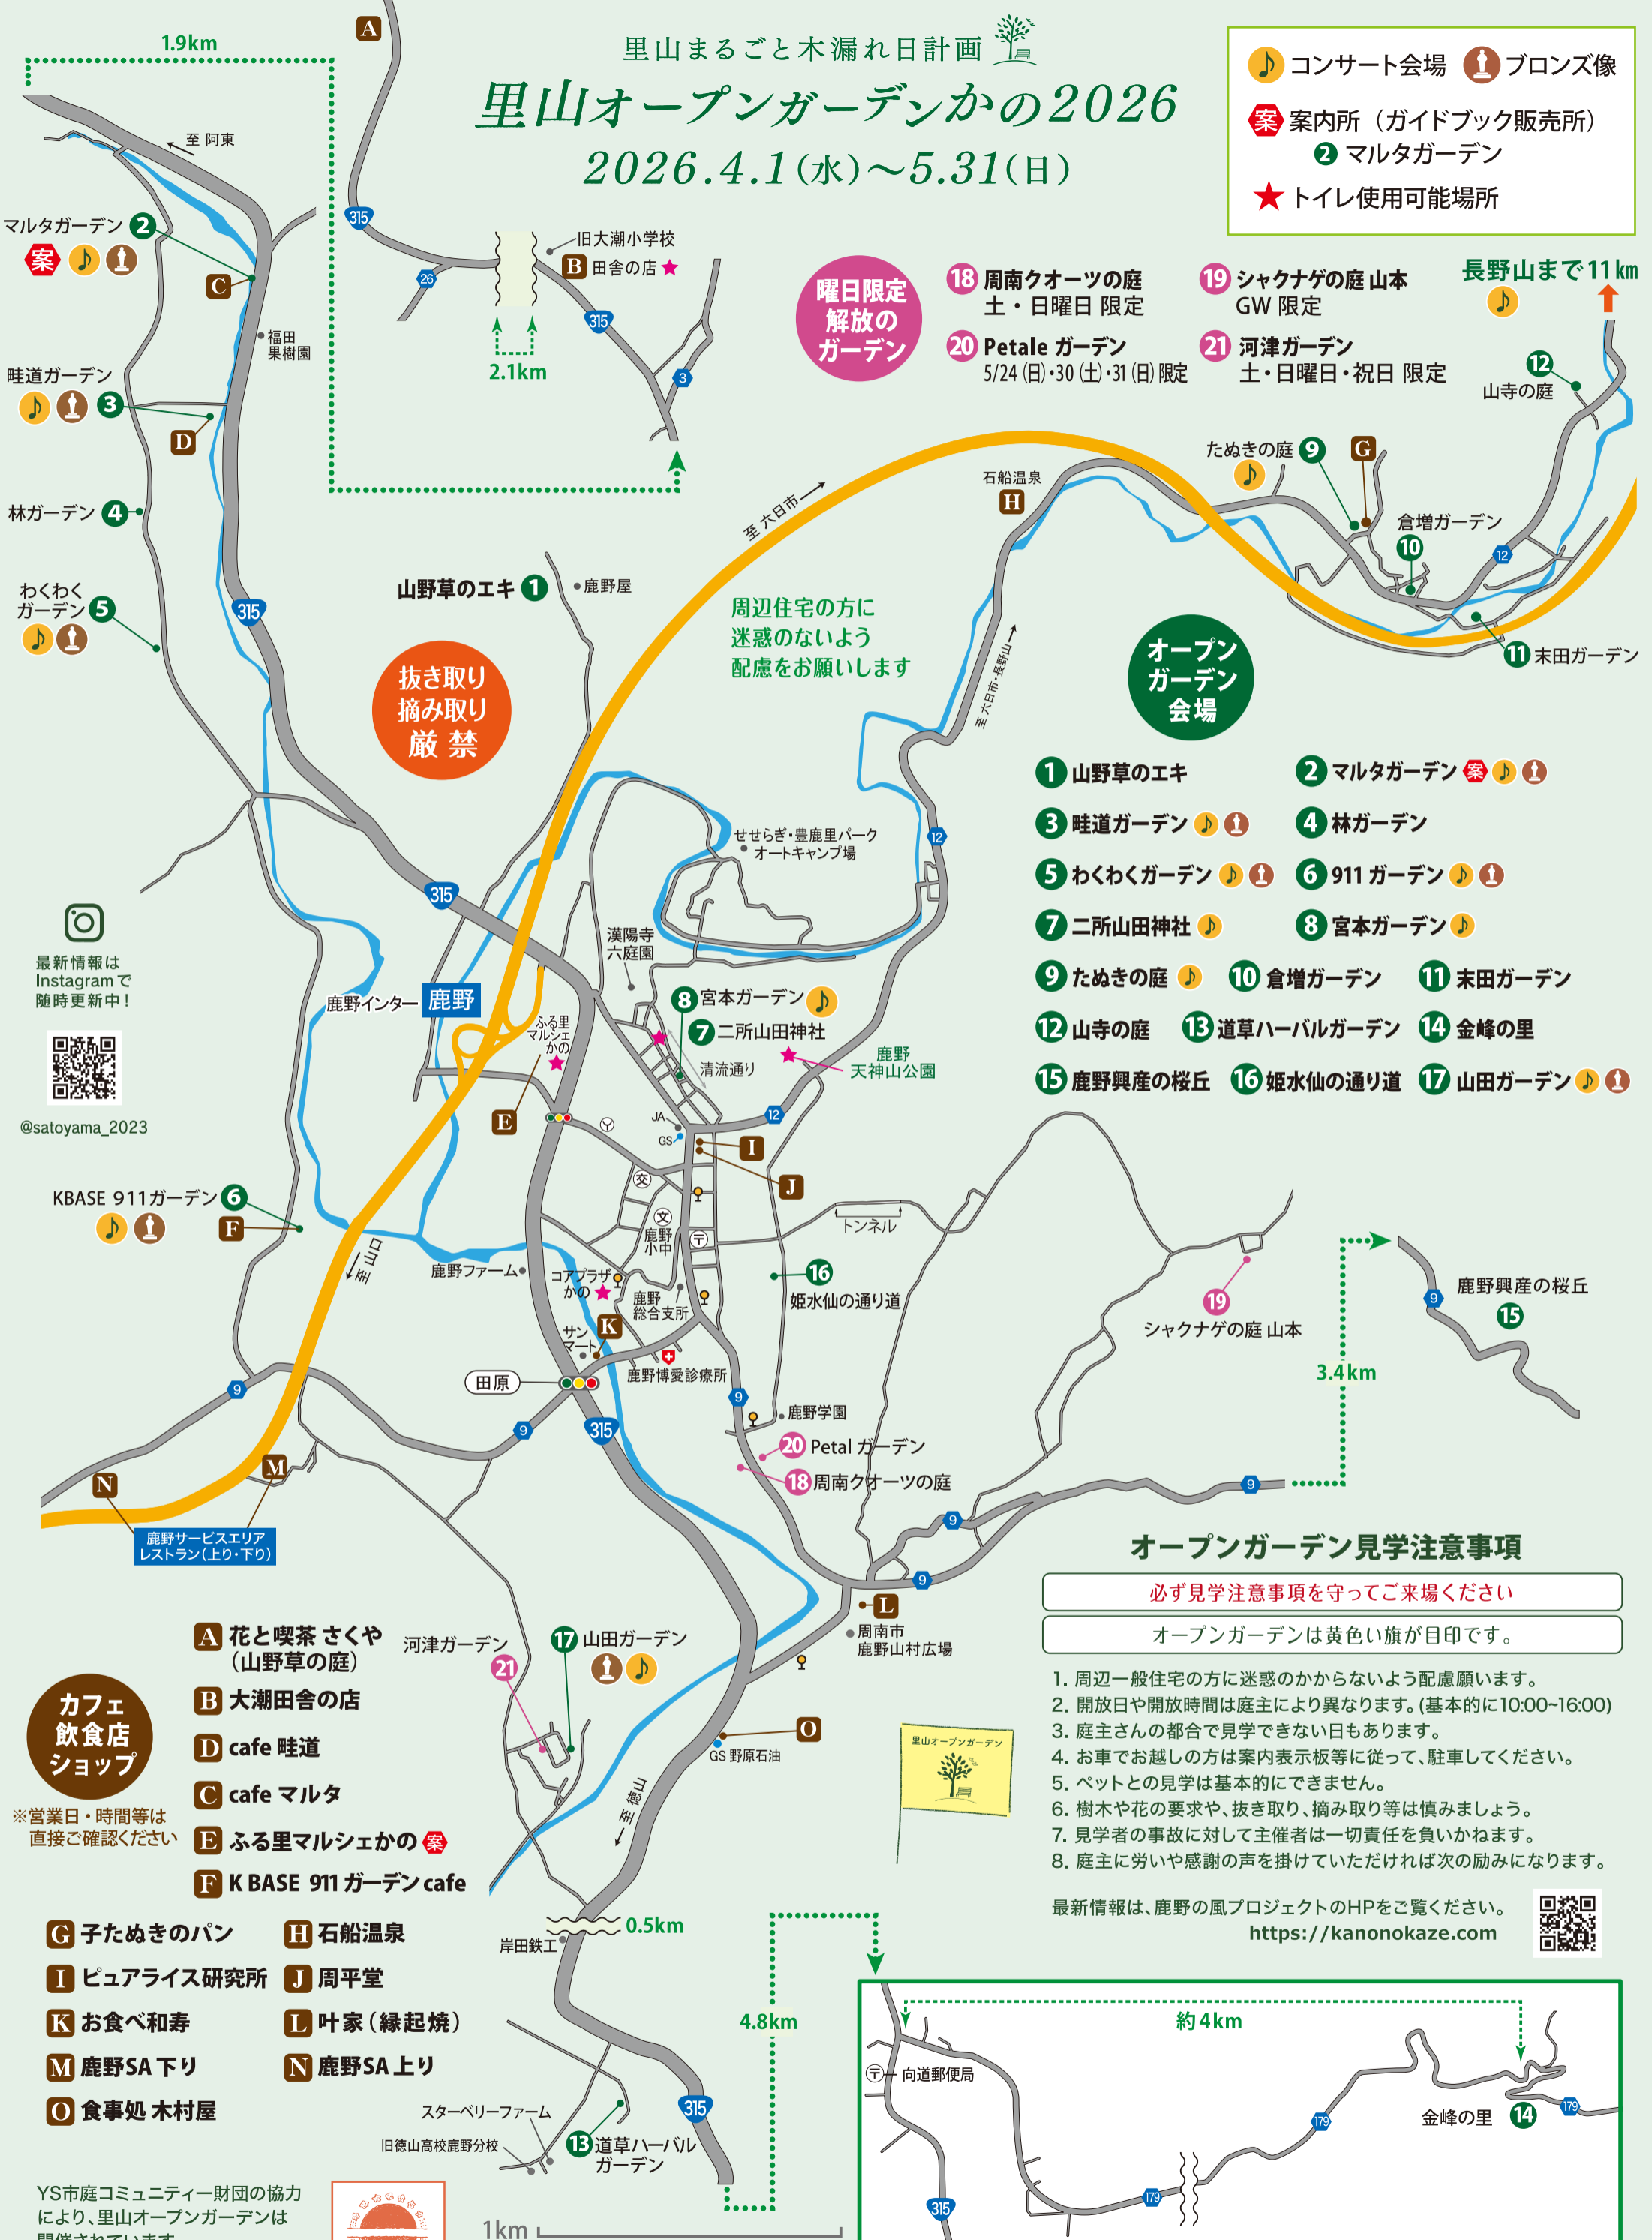 里山まるごと木漏れ日計画
里山オープンガーデンかの2026
2026.4.1(水)～5.31(日)
コンサート会場
ブロンズ像
案 案内所（ガイドブック販売所）
2 マルタガーデン
トイレ使用可能場所
曜日限定
解放の
ガーデン
18 周南クオーツの庭
土・日曜日 限定
19 シャクナゲの庭 山本
GW 限定
20 Petale ガーデン
5/24（日）・30（土）・31（日）限定
21 河津ガーデン
土・日曜日・祝日 限定
長野山まで11km
1.9km
A
至 阿東
マルタガーデン 2
案
C
福田
果樹園
畦道ガーデン
3
D
林ガーデン 4
わくわく
ガーデン 5
315
315
26
旧大潮小学校
B 田舎の店
315
2.1km
3
12
山寺の庭
たぬきの庭 9
G
倉増ガーデン
10
12
11 末田ガーデン
石船温泉
H
至 六日市
山野草のエキ 1
鹿野屋
周辺住宅の方に
迷惑のないよう
配慮をお願いします
抜き取り
摘み取り
厳禁
至 六日市・長野山
オープン
ガーデン
会場
1 山野草のエキ
2 マルタガーデン 案
3 畦道ガーデン
4 林ガーデン
5 わくわくガーデン
6 911 ガーデン
7 二所山田神社
8 宮本ガーデン
9 たぬきの庭
10 倉増ガーデン
11 末田ガーデン
12 山寺の庭
13 道草ハーバルガーデン
14 金峰の里
15 鹿野興産の桜丘
16 姫水仙の通り道
17 山田ガーデン
せせらぎ・豊鹿里パーク
オートキャンプ場
12
315
漢陽寺
六庭園
最新情報は
Instagramで
随時更新中！
@satoyama_2023
鹿野インター 鹿野
ふる里
マルシェ
かの
8 宮本ガーデン
7 二所山田神社
清流通り
鹿野
天神山公園
E
JA
GS
12
I
J
交
文
鹿野
小中
〒
トンネル
KBASE 911ガーデン 6
F
至 山口
鹿野ファーム
コアプラザ
かの
鹿野
総合支所
16
姫水仙の通り道
K
サン
マート
鹿野博愛診療所
田原
19
シャクナゲの庭 山本
鹿野興産の桜丘
15
9
3.4km
9
9
315
9
鹿野学園
20 Petal ガーデン
18 周南クオーツの庭
9
9
9
N
M
鹿野サービスエリア
レストラン（上り・下り）
L
周南市
鹿野山村広場
オープンガーデン見学注意事項
必ず見学注意事項を守ってご来場ください
オープンガーデンは黄色い旗が目印です。
1. 周辺一般住宅の方に迷惑のかからないよう配慮願います。
2. 開放日や開放時間は庭主により異なります。(基本的に10:00~16:00)
3. 庭主さんの都合で見学できない日もあります。
4. お車でお越しの方は案内表示板等に従って、駐車してください。
5. ペットとの見学は基本的にできません。
6. 樹木や花の要求や、抜き取り、摘み取り等は慎みましょう。
7. 見学者の事故に対して主催者は一切責任を負いかねます。
8. 庭主に労いや感謝の声を掛けていただければ次の励みになります。
最新情報は、鹿野の風プロジェクトのHPをご覧ください。
https://kanonokaze.com
里山オープンガーデン
河津ガーデン
21
17 山田ガーデン
O
GS 野原石油
至 徳山
カフェ
飲食店
ショップ
※営業日・時間等は
直接ご確認ください
A 花と喫茶 さくや
（山野草の庭）
B 大潮田舎の店
D cafe 畦道
C cafe マルタ
E ふる里マルシェかの 案
F K BASE 911 ガーデン cafe
G 子たぬきのパン
H 石船温泉
I ピュアライス研究所
J 周平堂
K お食べ和寿
L 叶家（縁起焼）
M 鹿野SA 下り
N 鹿野SA 上り
O 食事処 木村屋
0.5km
岸田鉄工
4.8km
315
スターベリーファーム
旧徳山高校鹿野分校
13 道草ハーバル
ガーデン
約4km
〒 向道郵便局
金峰の里 14
179
179
179
315
YS市庭コミュニティー財団の協力
により、里山オープンガーデンは
開催されています
1km